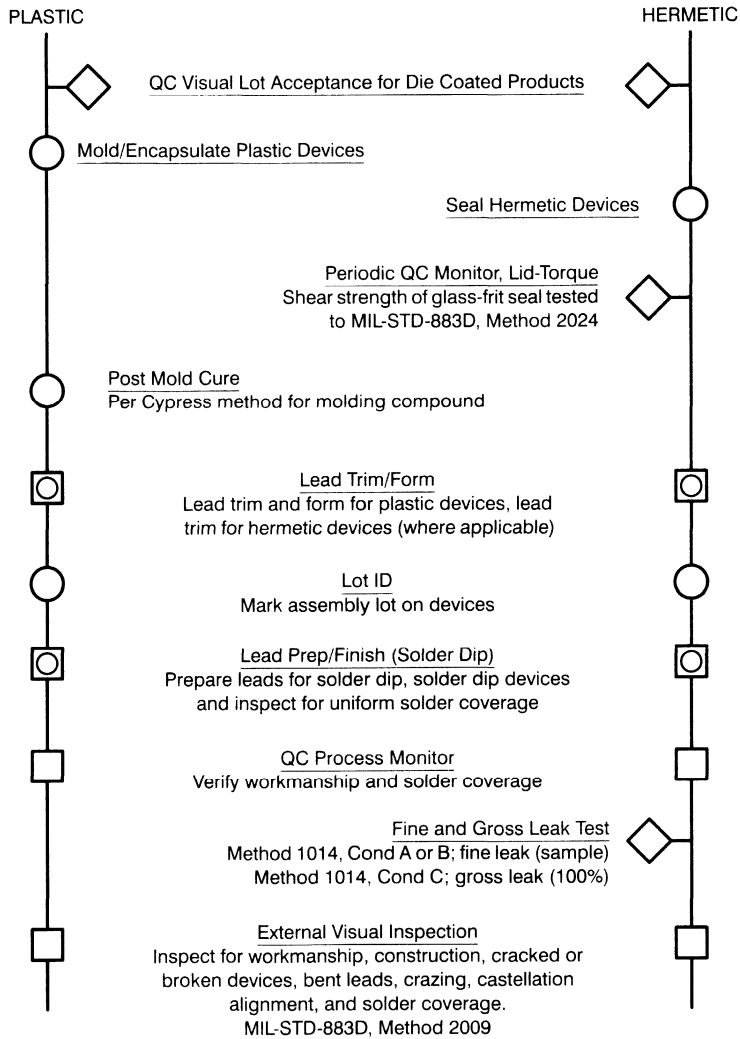 PLASTIC
HERMETIC
QC Visual Lot Acceptance for Die Coated Products
Mold/Encapsulate Plastic Devices
Seal Hermetic Devices
Periodic QC Monitor, Lid-Torque
Shear strength of glass-frit seal tested
to MIL-STD-883D, Method 2024
Post Mold Cure
Per Cypress method for molding compound
Lead Trim/Form
Lead trim and form for plastic devices, lead
trim for hermetic devices (where applicable)
Lot ID
Mark assembly lot on devices
Lead Prep/Finish (Solder Dip)
Prepare leads for solder dip, solder dip devices
and inspect for uniform solder coverage
QC Process Monitor
Verify workmanship and solder coverage
Fine and Gross Leak Test
Method 1014, Cond A or B; fine leak (sample)
Method 1014, Cond C; gross leak (100%)
External Visual Inspection
Inspect for workmanship, construction, cracked or
broken devices, bent leads, crazing, castellation
alignment, and solder coverage.
MIL-STD-883D, Method 2009